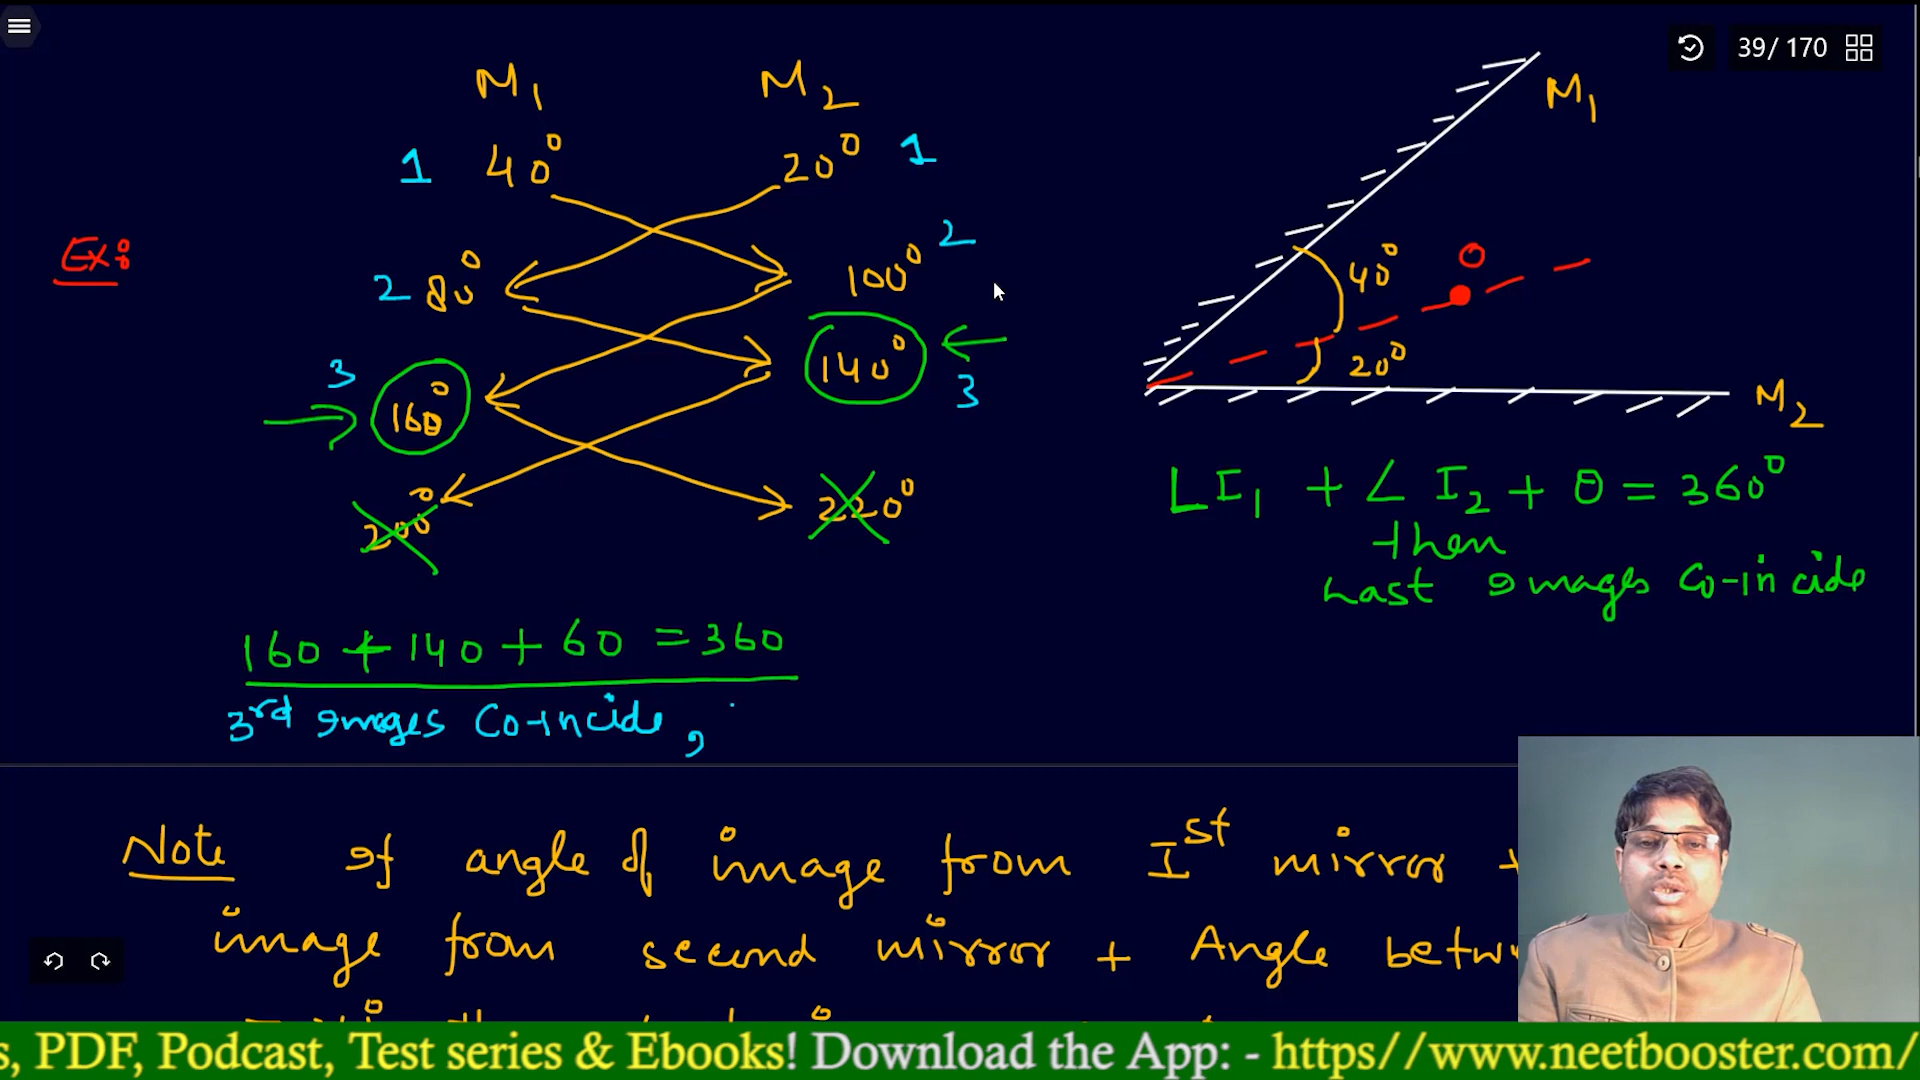 39/ 170
M1 M2
1 40° 20° 1
Ex:
2 80° 100° 2
3 160° 140° 3
200° 220°
160 + 140 + 60 = 360
3rd images Co-incide,
M1
O
40°
20°
M2
∠I1 + ∠I2 + θ = 360°
then
Last images Co-incide
Note If angle of image from Ist mirror +
image from second mirror + Angle betw
s, PDF, Podcast, Test series & Ebooks! Download the App: - https//www.neetbooster.com/